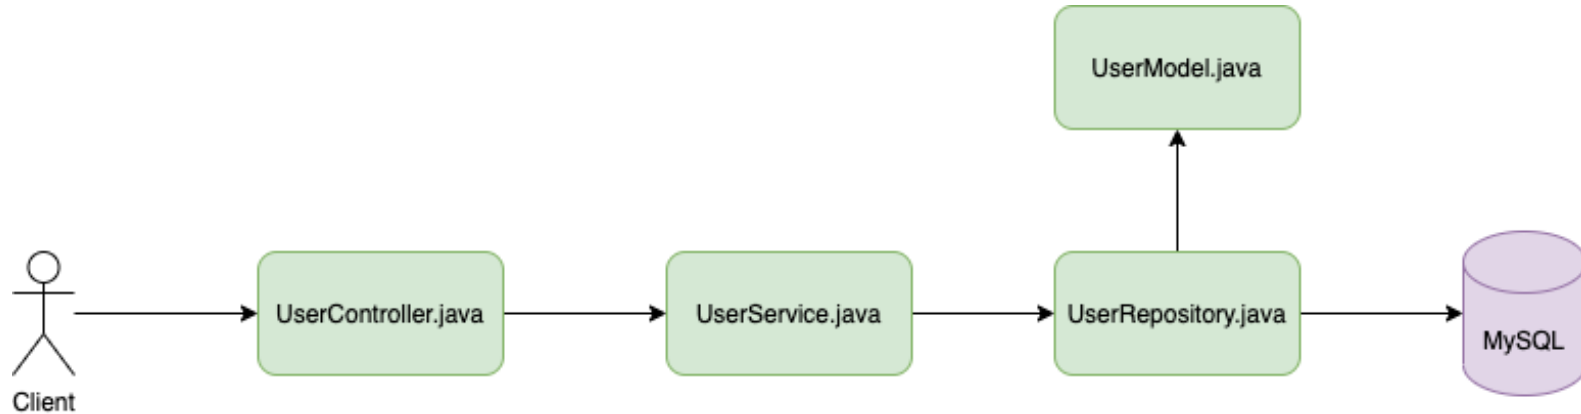 UserModel.java
UserController.java
UserService.java
UserRepository.java
MySQL
Client